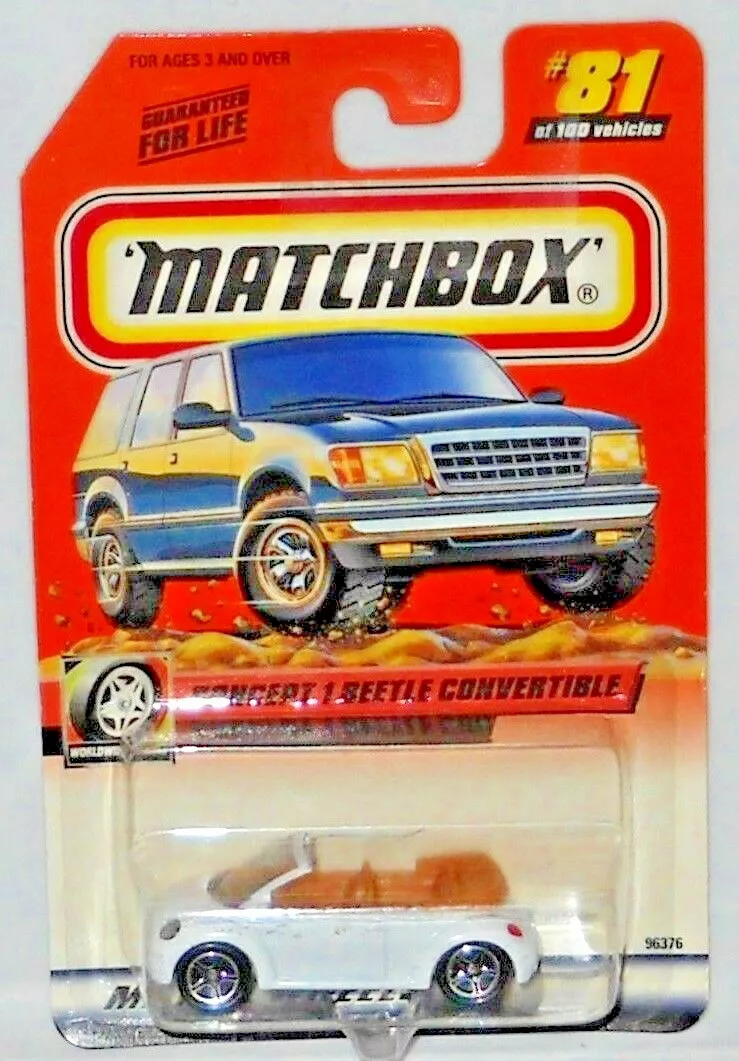 FOR AGES 3 AND OVER
GUARANTEED
FOR LIFE
#81
of 100 vehicles
'MATCHBOX'®
CONCEPT 1 BEETLE CONVERTIBLE
96376